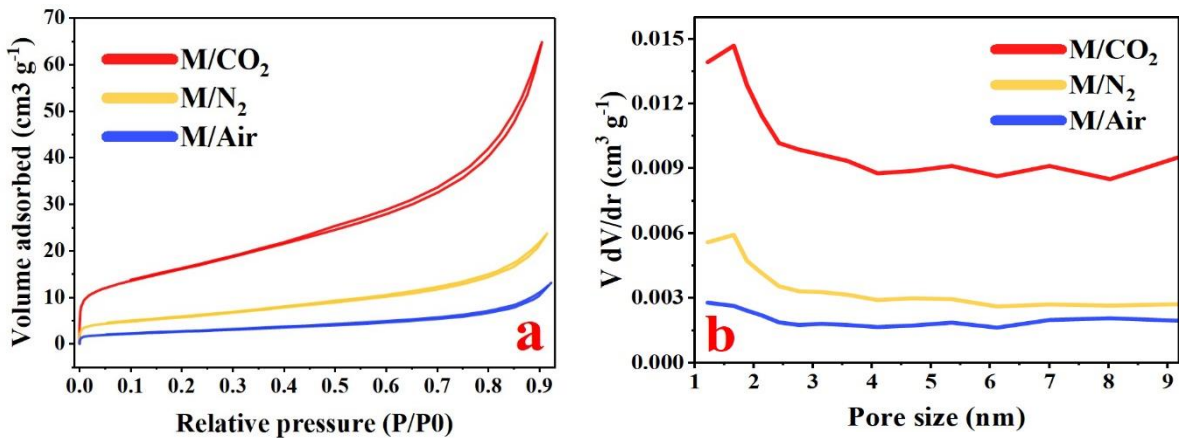 70
60
50
40
30
20
10
0
Volume adsorbed (cm3 g-1)
M/CO2
M/N2
M/Air
a
0.0 0.1 0.2 0.3 0.4 0.5 0.6 0.7 0.8 0.9
Relative pressure (P/P0)
0.015
0.012
0.009
0.006
0.003
0.000
V dV/dr (cm³ g-1)
M/CO2
M/N2
M/Air
b
1 2 3 4 5 6 7 8 9
Pore size (nm)